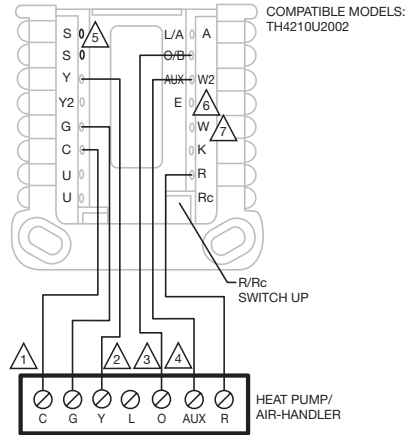 COMPATIBLE MODELS:
TH4210U2002
S 5 L/A A
S O/B
Y AUX W2
Y2 E 6
G W 7
C K
U R
U Rc
R/Rc
SWITCH UP
1 2 3 4
C G Y L O AUX R
HEAT PUMP/
AIR-HANDLER